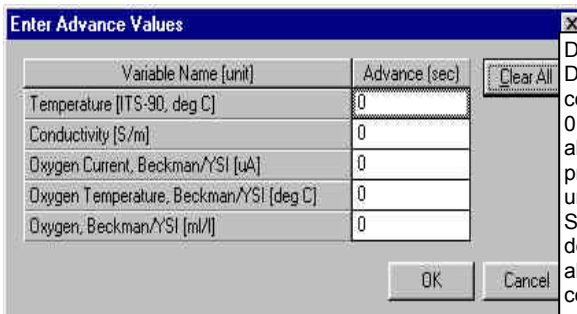 Enter Advance Values
Variable Name [unit] Advance (sec)
Clear All
Temperature [ITS-90, deg C] 0
Conductivity [S/m] 0
Oxygen Current, Beckman/YSI [uA] 0
Oxygen Temperature, Beckman/YSI [deg C] 0
Oxygen, Beckman/YSI [ml/l] 0
OK Cancel